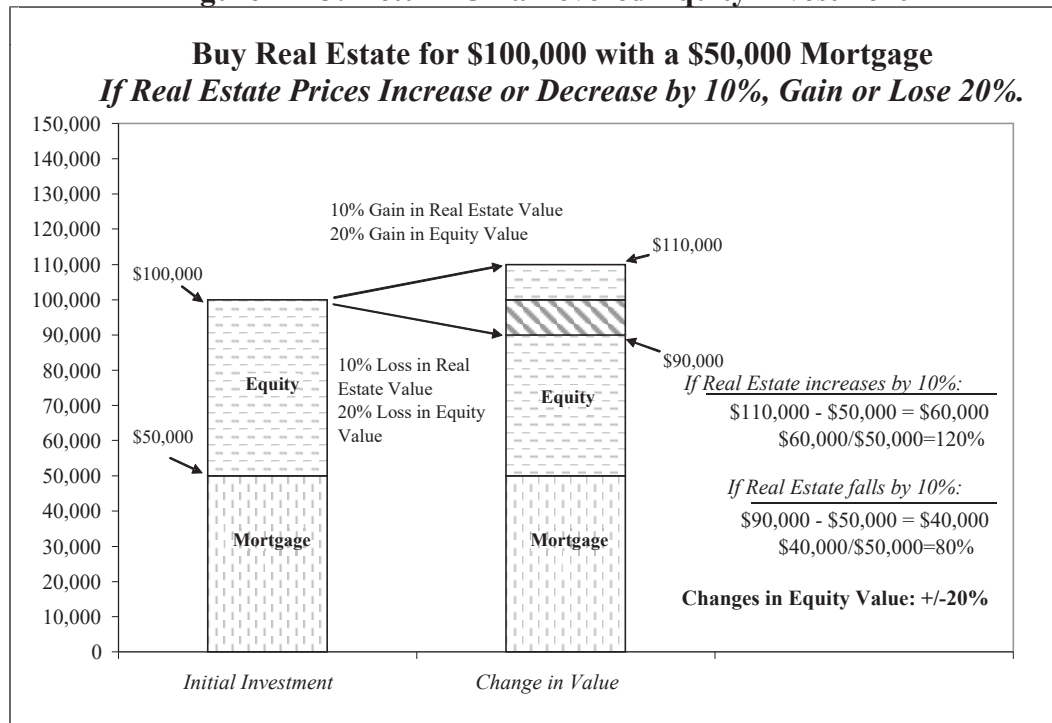 Buy Real Estate for $100,000 with a $50,000 Mortgage
If Real Estate Prices Increase or Decrease by 10%, Gain or Lose 20%.
150,000
140,000
130,000
120,000
110,000
100,000
90,000
80,000
70,000
60,000
50,000
40,000
30,000
20,000
10,000
0
$100,000
$50,000
Equity
Mortgage
10% Gain in Real Estate Value
20% Gain in Equity Value
10% Loss in Real
Estate Value
20% Loss in Equity
Value
$110,000
$90,000
Equity
Mortgage
If Real Estate increases by 10%:
$110,000 - $50,000 = $60,000
$60,000/$50,000=120%
If Real Estate falls by 10%:
$90,000 - $50,000 = $40,000
$40,000/$50,000=80%
Changes in Equity Value: +/-20%
Initial Investment
Change in Value